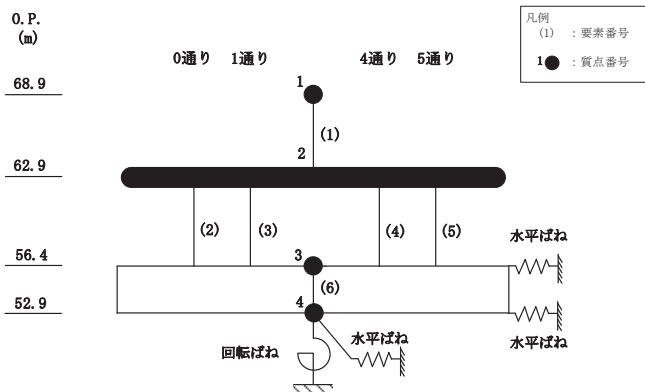 O.P.
(m)
凡例
(1) ：要素番号
1 ：質点番号
0通り 1通り 4通り 5通り
68.9
1
(1)
2
62.9
(2) (3) (4) (5)
水平ばね
56.4
3
(6)
52.9
4
水平ばね
水平ばね
回転ばね